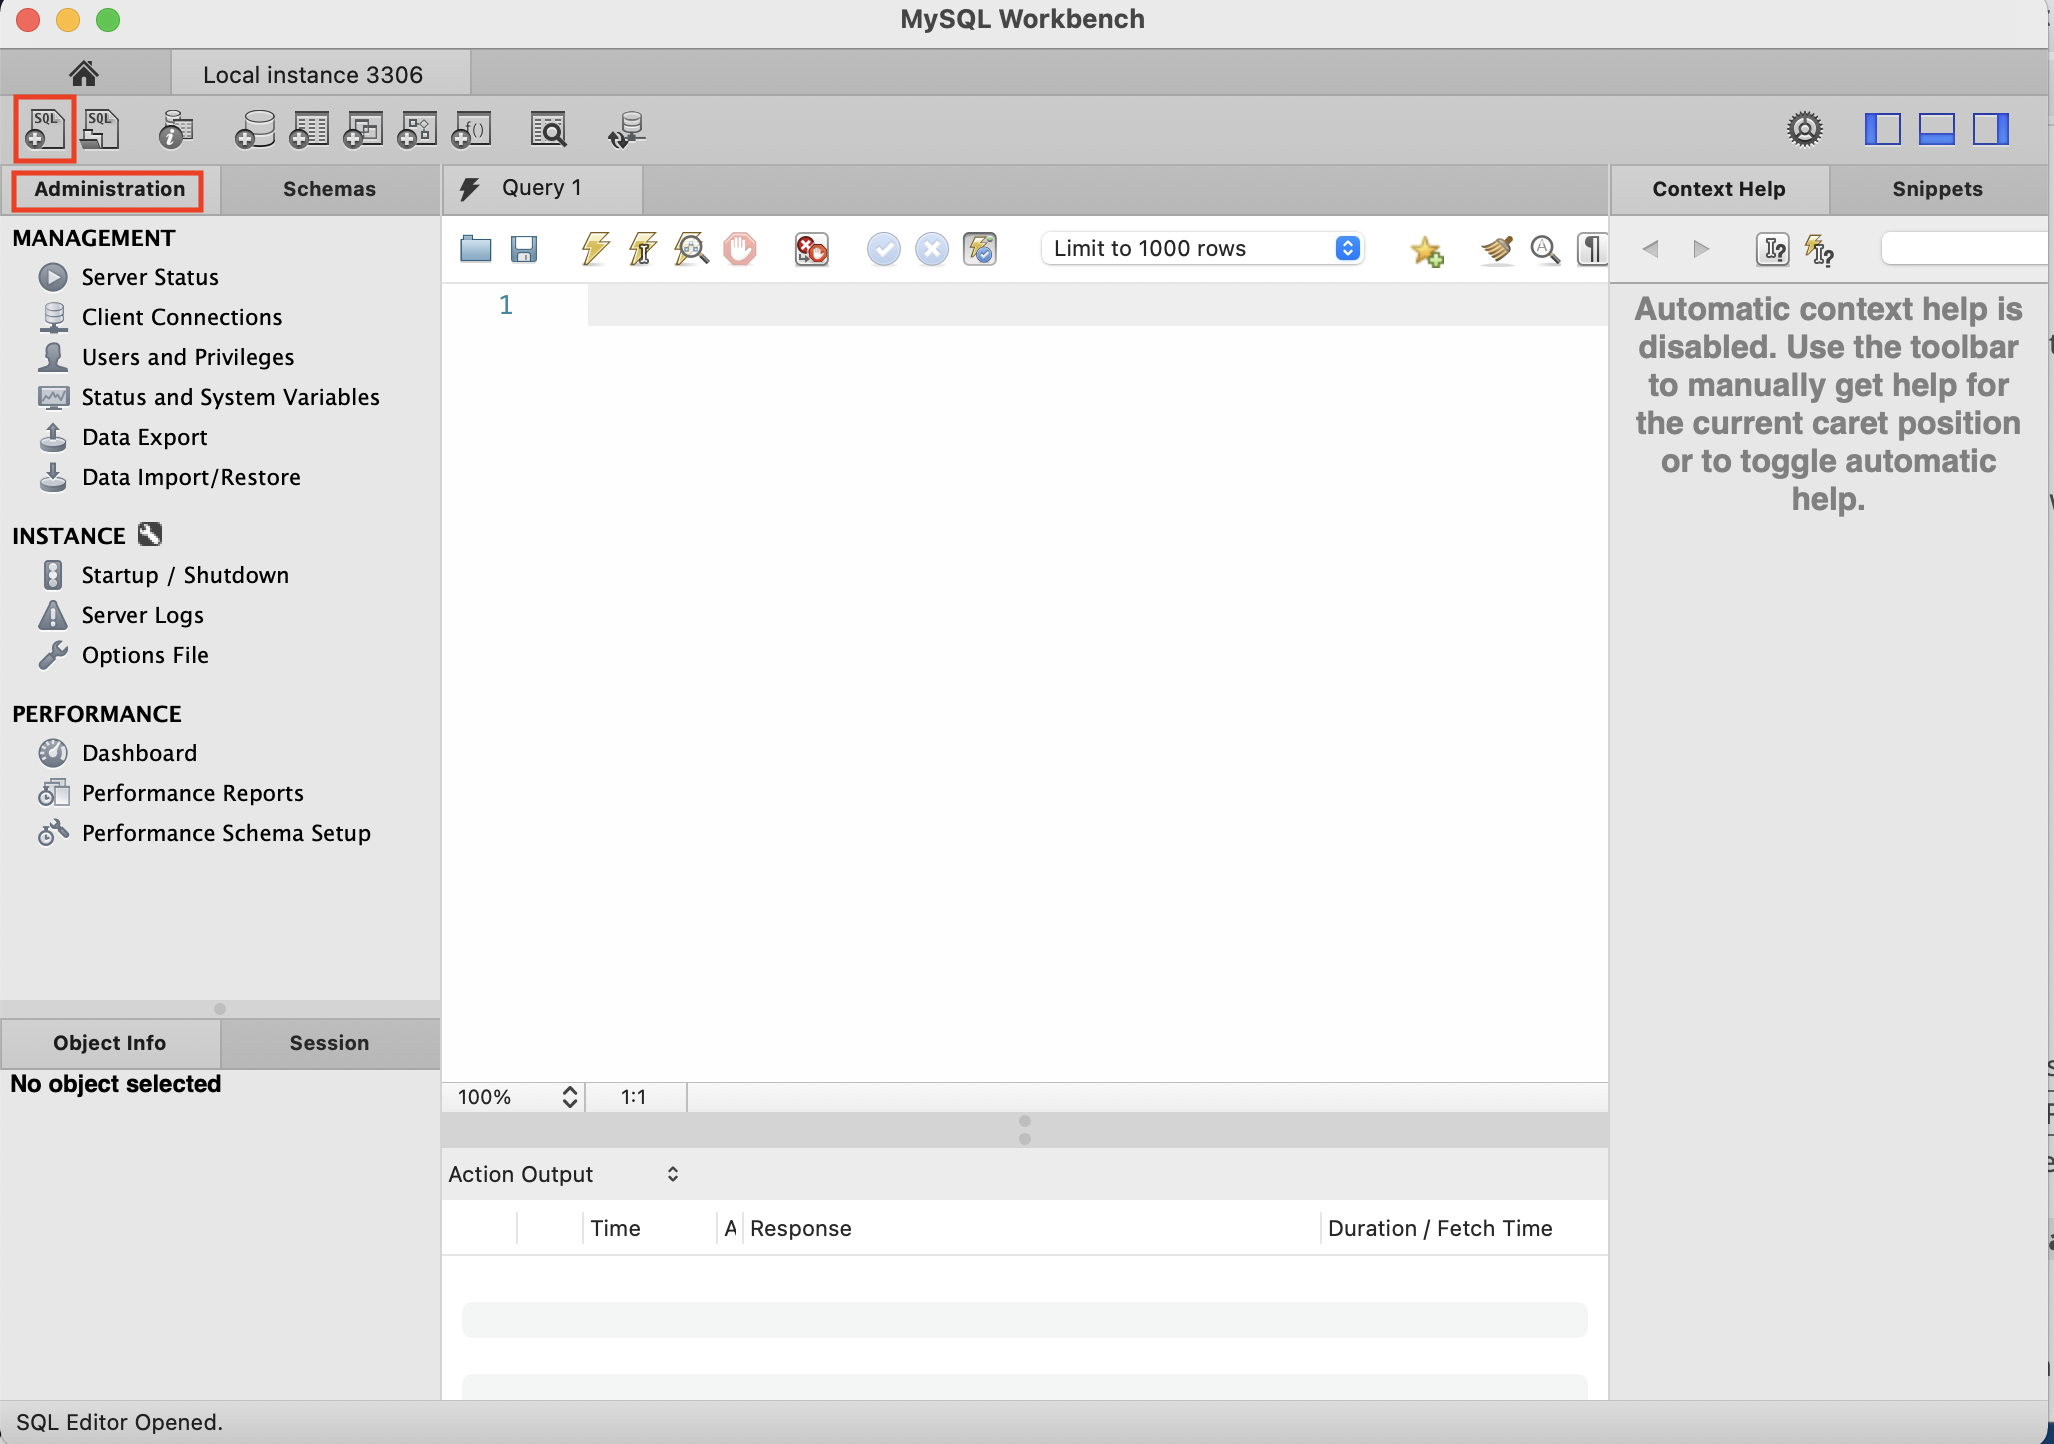 MySQL Workbench
Local instance 3306
SQL
SQL
f()
Administration
Schemas
Query 1
Context Help
Snippets
MANAGEMENT
Server Status
Client Connections
Users and Privileges
Status and System Variables
Data Export
Data Import/Restore
INSTANCE
Startup / Shutdown
Server Logs
Options File
PERFORMANCE
Dashboard
Performance Reports
Performance Schema Setup
Limit to 1000 rows
1
Automatic context help is
disabled. Use the toolbar
to manually get help for
the current caret position
or to toggle automatic
help.
Object Info
Session
No object selected
100%
1:1
Action Output
Time
A
Response
Duration / Fetch Time
SQL Editor Opened.